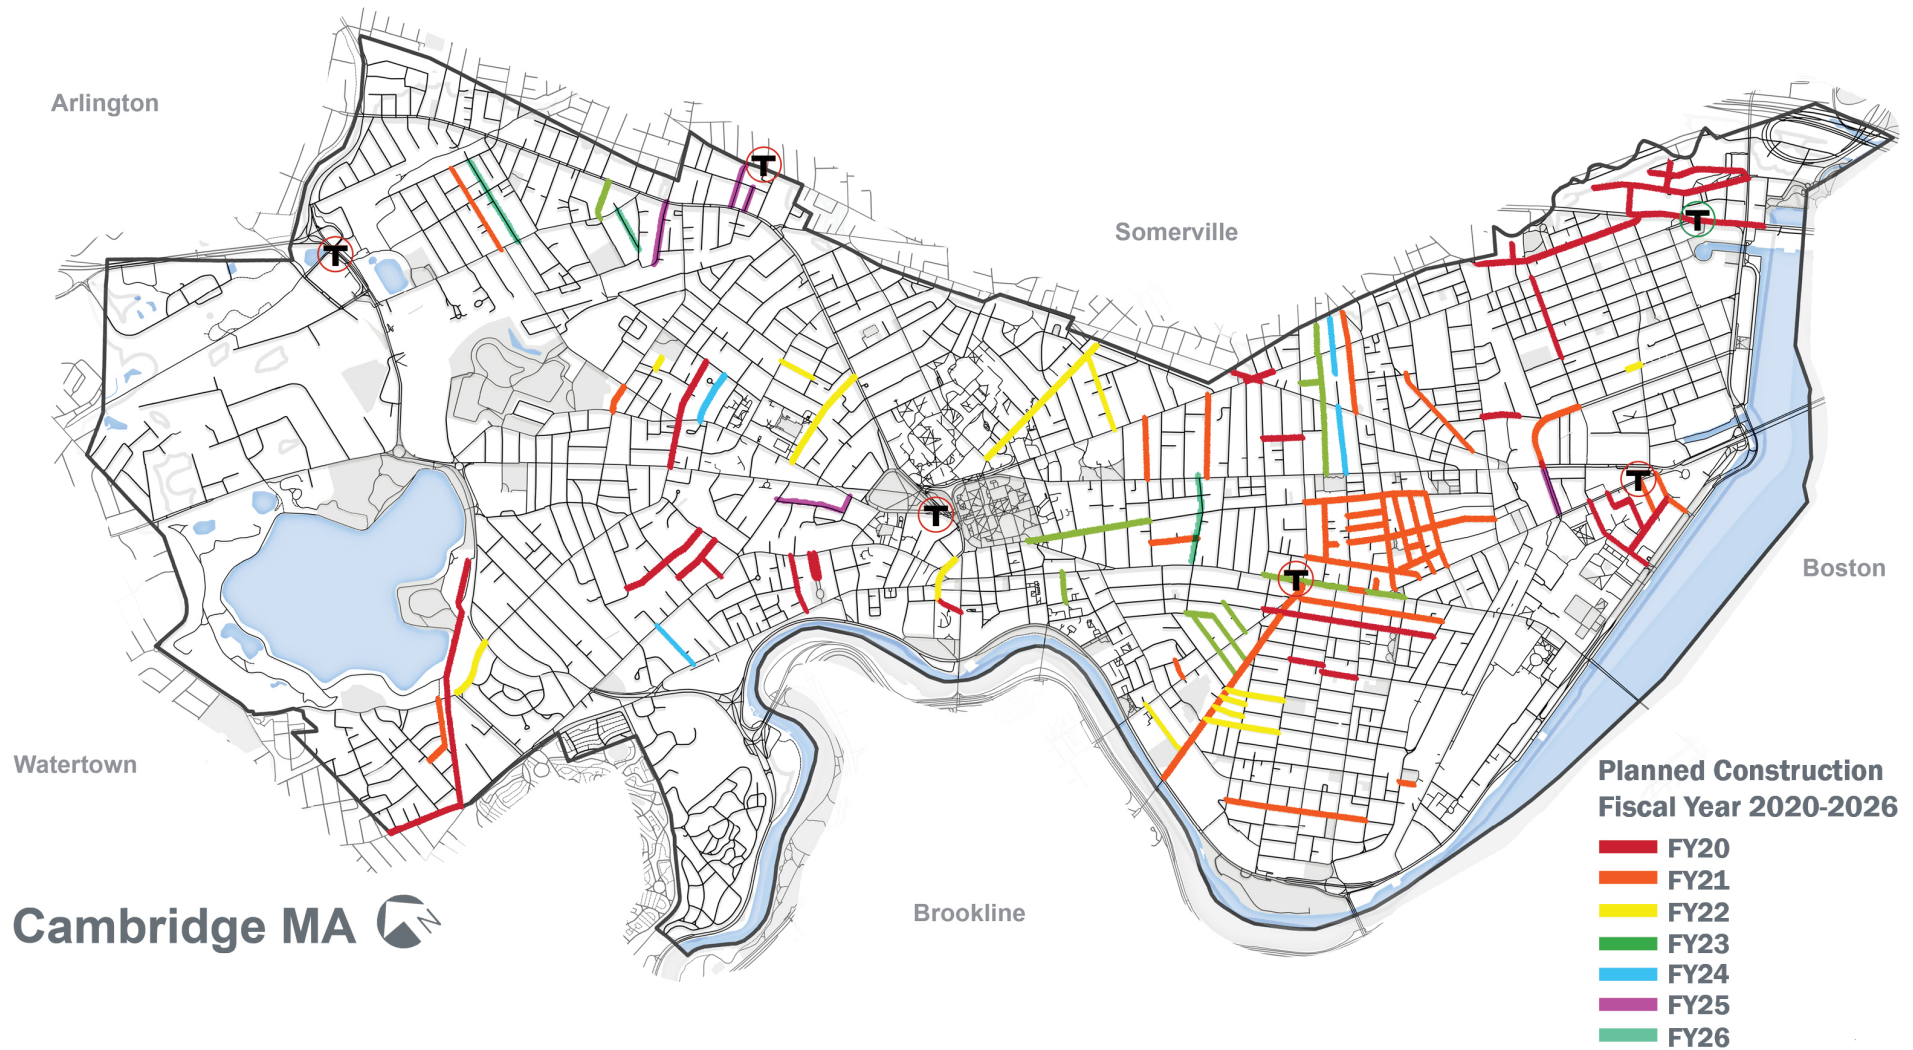 Arlington
Somerville
T
T
T
T
T
T
Boston
Watertown
Brookline
Cambridge MA
N
Planned Construction
Fiscal Year 2020-2026
FY20
FY21
FY22
FY23
FY24
FY25
FY26